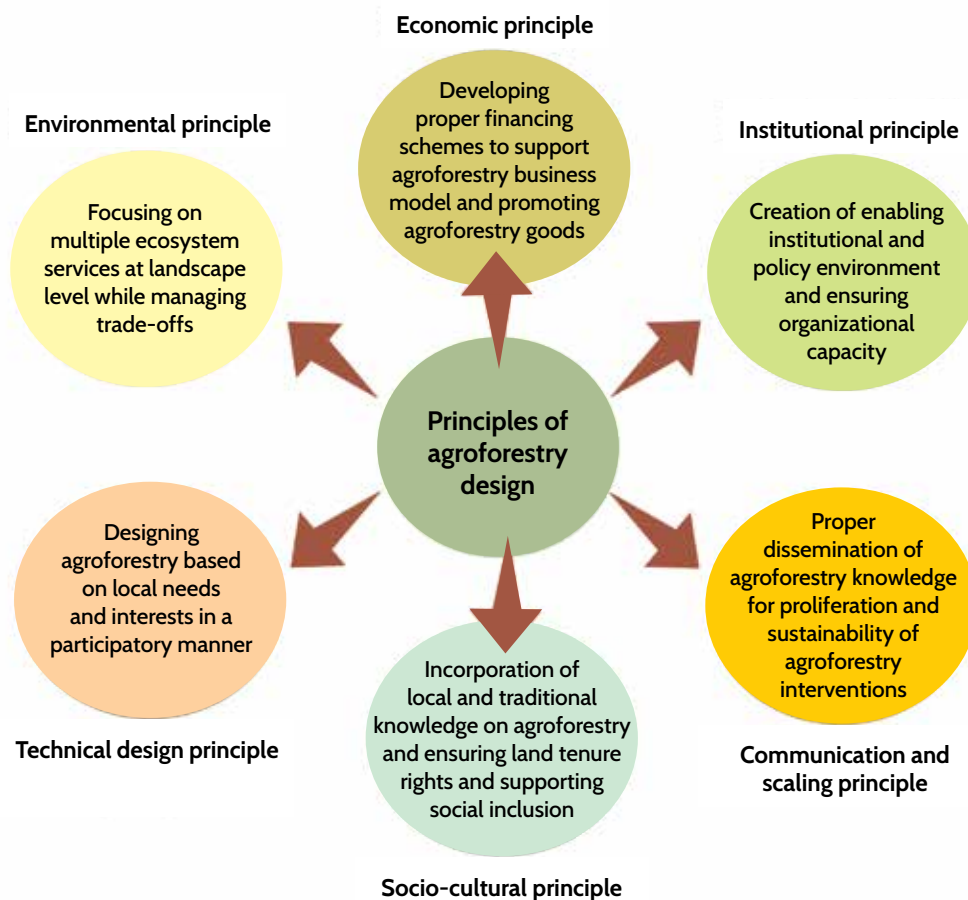 Economic principle
Developing
proper financing
schemes to support
agroforestry business
model and promoting
agroforestry goods
Environmental principle
Focusing on
multiple ecosystem
services at landscape
level while managing
trade-offs
Institutional principle
Creation of enabling
institutional and
policy environment
and ensuring
organizational
capacity
Principles of
agroforestry
design
Designing
agroforestry based
on local needs
and interests in a
participatory manner
Technical design principle
Incorporation of
local and traditional
knowledge on agroforestry
and ensuring land tenure
rights and supporting
social inclusion
Socio-cultural principle
Proper
dissemination of
agroforestry knowledge
for proliferation and
sustainability of
agroforestry
interventions
Communication and
scaling principle